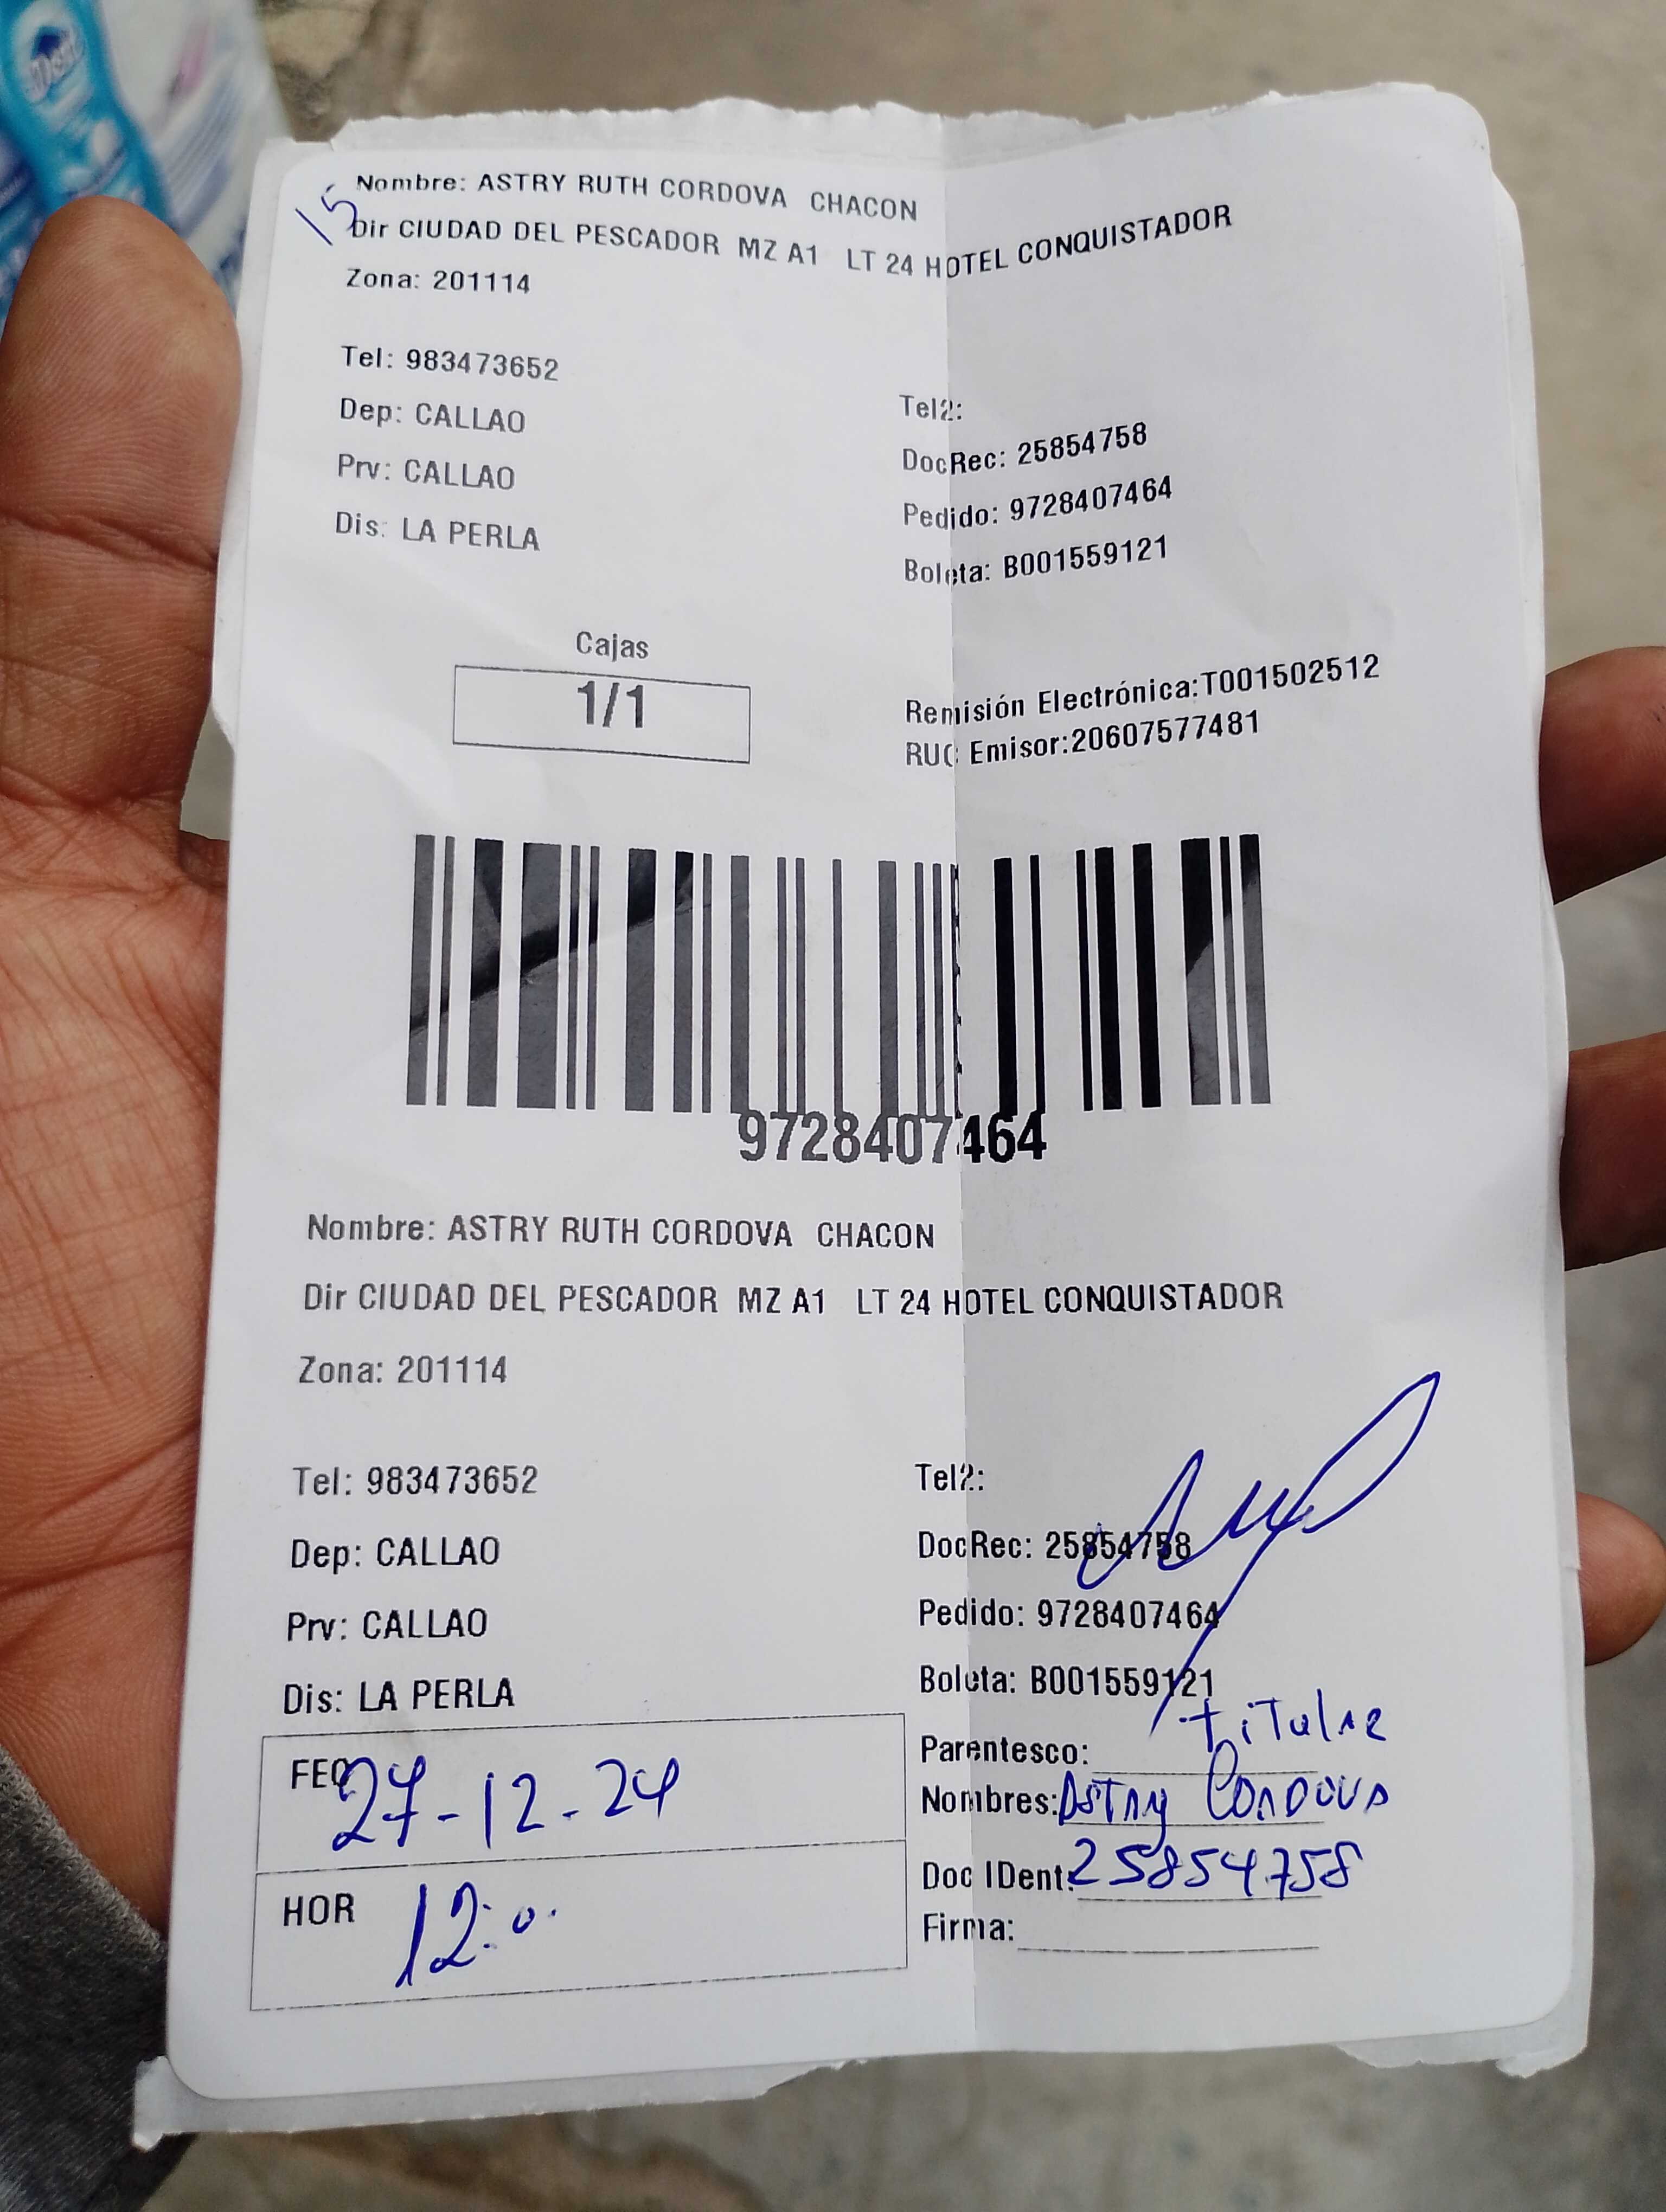 15
Nombre: ASTRY RUTH CORDOVA CHACON
Dir CIUDAD DEL PESCADOR MZ A1 LT 24 HOTEL CONQUISTADOR
Zona: 201114
Tel: 983473652
Tel2:
Dep: CALLAO
DocRec: 25854758
Prv: CALLAO
Pedido: 9728407464
Dis: LA PERLA
Boleta: B001559121
Cajas
1/1
Remisión Electrónica:T001502512
RUC Emisor:20607577481
9728407464
Nombre: ASTRY RUTH CORDOVA CHACON
Dir CIUDAD DEL PESCADOR MZ A1 LT 24 HOTEL CONQUISTADOR
Zona: 201114
Tel: 983473652
Tel2:
Dep: CALLAO
DocRec: 25854758
Prv: CALLAO
Pedido: 9728407464
Dis: LA PERLA
Boleta: B001559121
FEC 27-12-24
HOR 12:0.
Parentesco: titular
Nombres: Astry Cordova
Doc IDent: 25854758
Firma: